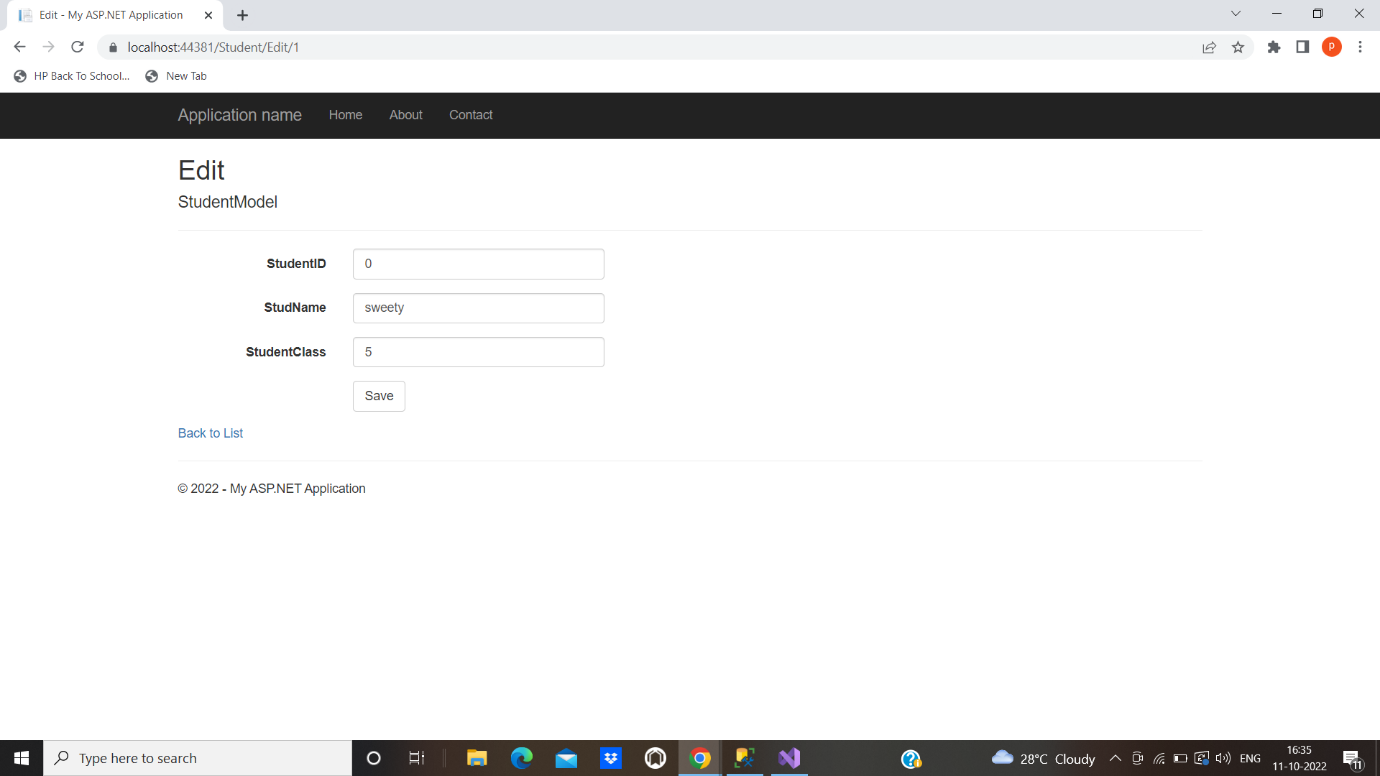 Edit - My ASP.NET Application
localhost:44381/Student/Edit/1
P
HP Back To School... New Tab
Application name Home About Contact
Edit
StudentModel
StudentID 0
StudName sweety
StudentClass 5
Save
Back to List
© 2022 - My ASP.NET Application
Type here to search
28°C Cloudy
ENG
16:35
11-10-2022
11